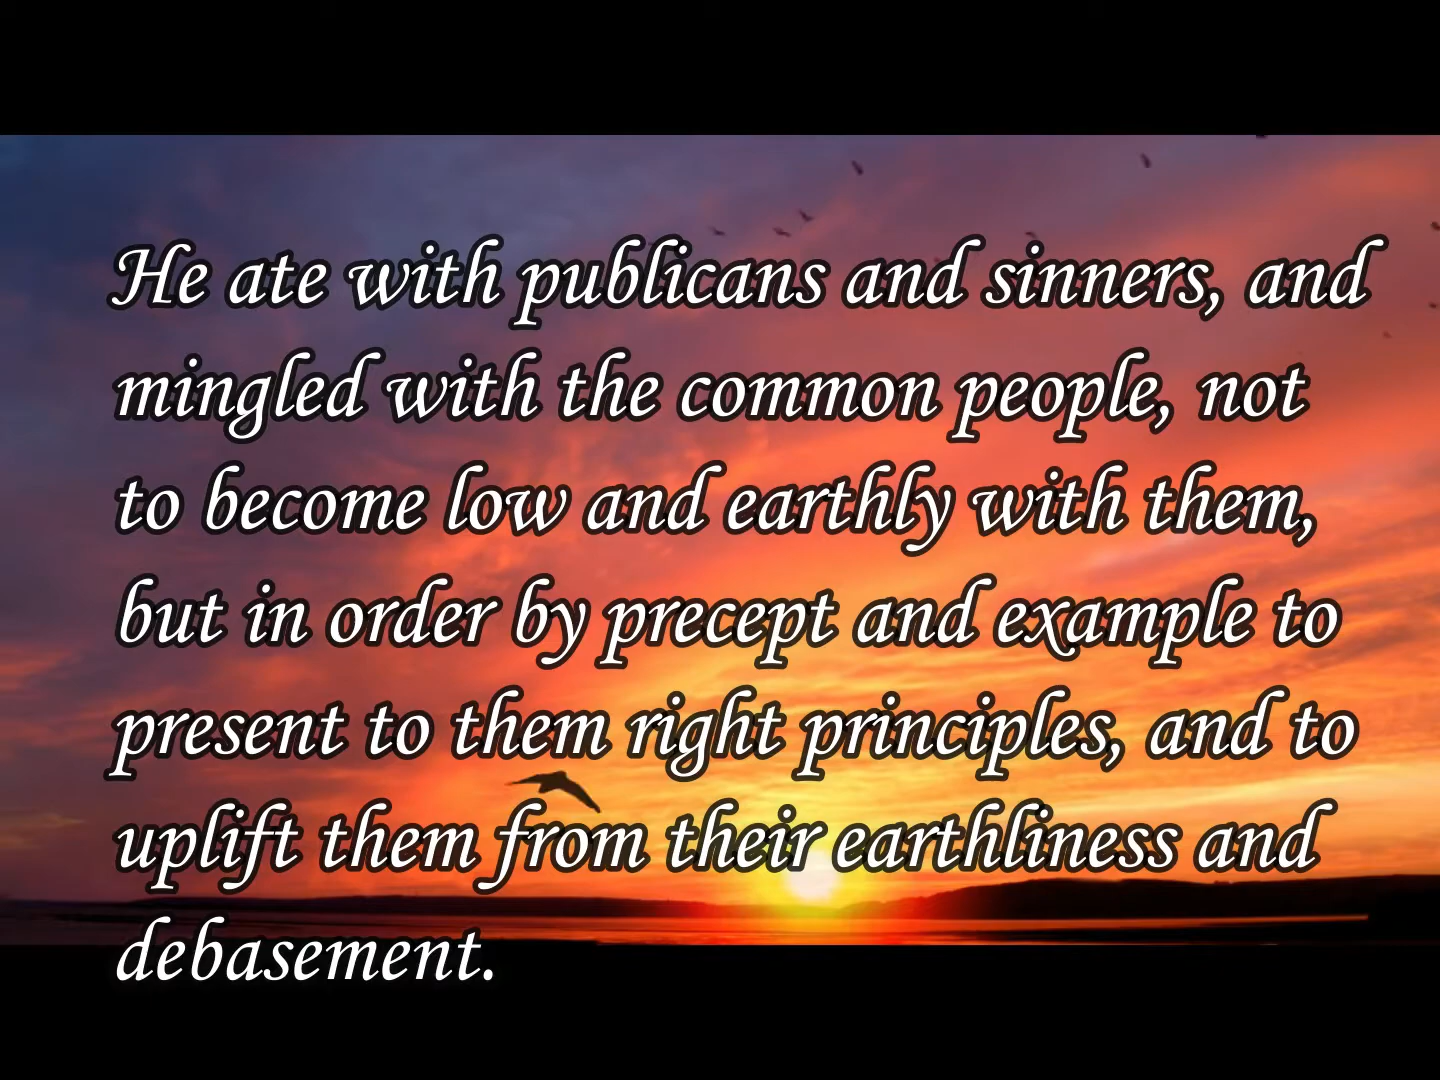 He ate with publicans and sinners, and
mingled with the common people, not
to become low and earthly with them,
but in order by precept and example to
present to them right principles, and to
uplift them from their earthliness and
debasement.